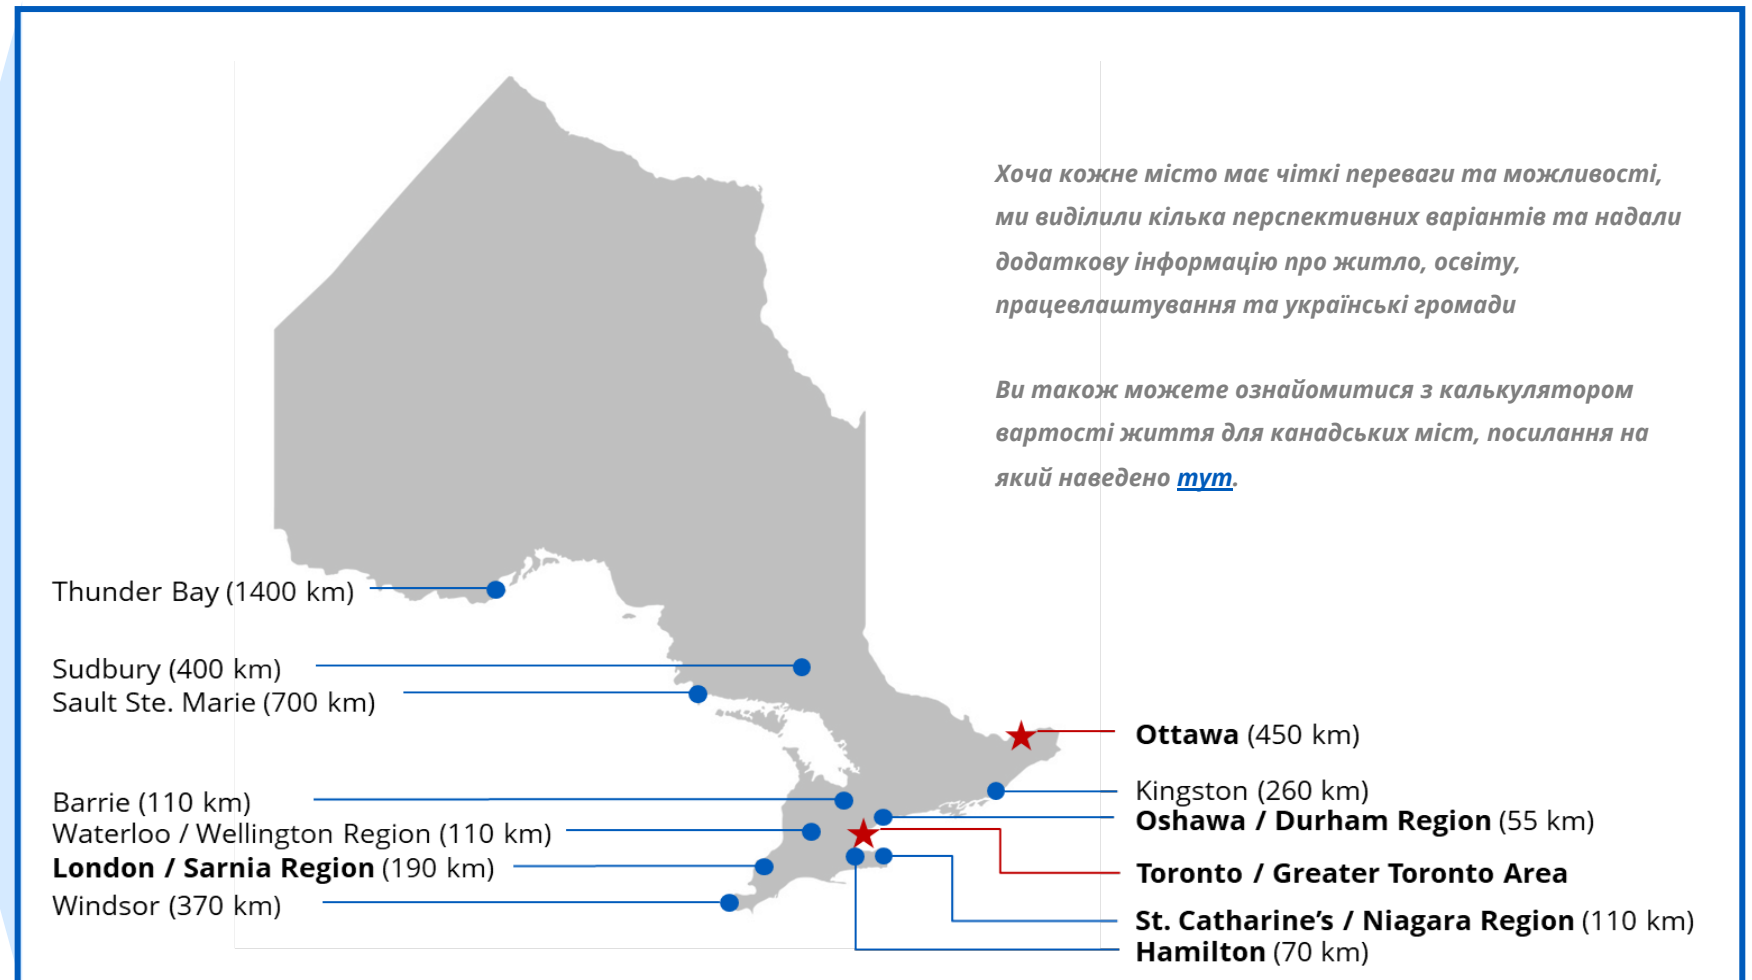 Хоча кожне місто має чіткі переваги та можливості,
ми виділили кілька перспективних варіантів та надали
додаткову інформацію про житло, освіту,
працевлаштування та українські громади
Ви також можете ознайомитися з калькулятором
вартості життя для канадських міст, посилання на
який наведено тут.
Thunder Bay (1400 km)
Sudbury (400 km)
Sault Ste. Marie (700 km)
Barrie (110 km)
Waterloo / Wellington Region (110 km)
London / Sarnia Region (190 km)
Windsor (370 km)
Ottawa (450 km)
Kingston (260 km)
Oshawa / Durham Region (55 km)
Toronto / Greater Toronto Area
St. Catharine’s / Niagara Region (110 km)
Hamilton (70 km)